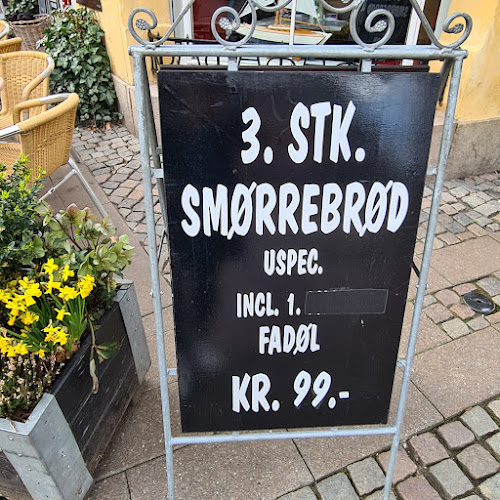 3. STK.
SMØRREBRØD
USPEC.
INCL. 1.
FADØL
KR. 99.-